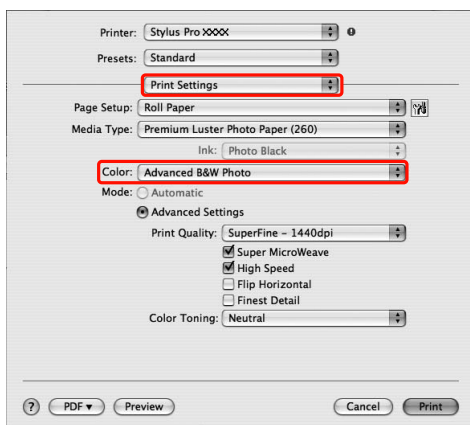 Printer: Stylus Pro XXXX
Presets: Standard
Print Settings
Page Setup: Roll Paper
Media Type: Premium Luster Photo Paper (260)
Ink: Photo Black
Color: Advanced B&W Photo
Mode: Automatic
Advanced Settings
Print Quality: SuperFine – 1440dpi
Super MicroWeave
High Speed
Flip Horizontal
Finest Detail
Color Toning: Neutral
? PDF ▾ Preview Cancel Print